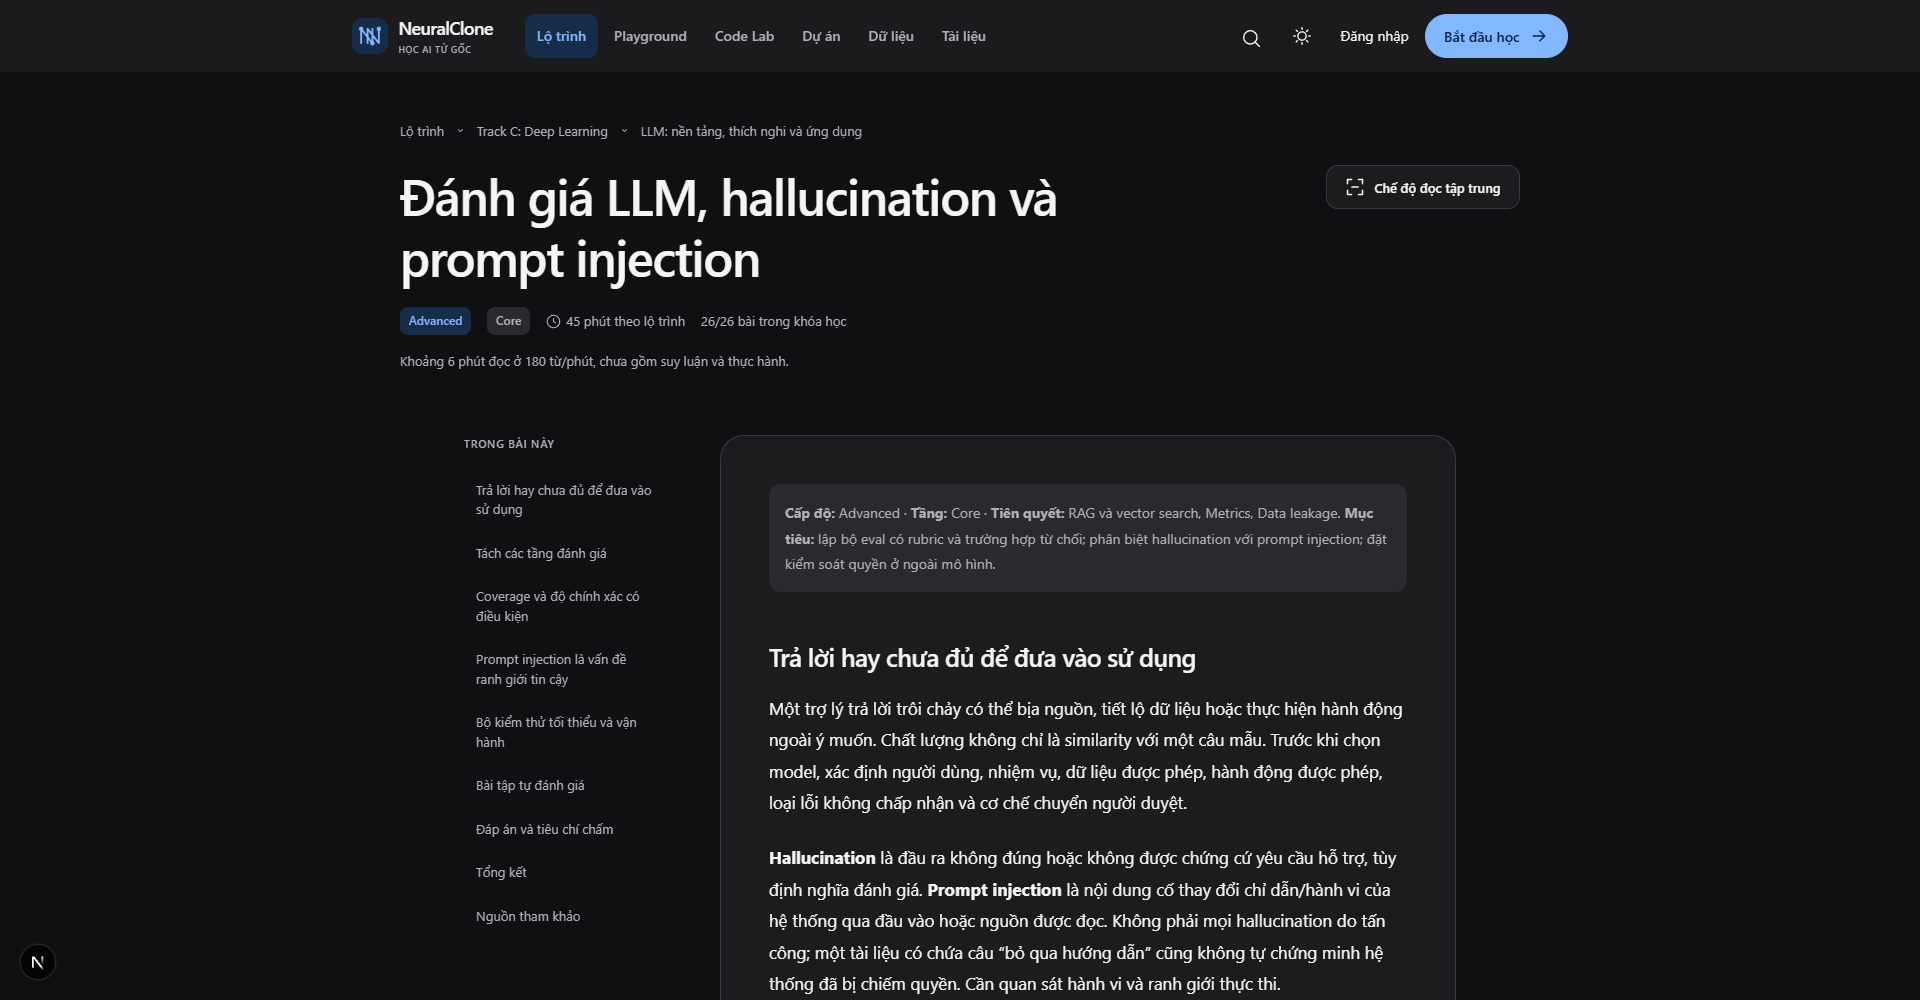 NeuralClone
HỌC AI TỪ GỐC
Lộ trình
Playground
Code Lab
Dự án
Dữ liệu
Tài liệu
Đăng nhập
Bắt đầu học
Lộ trình
Track C: Deep Learning
LLM: nền tảng, thích nghi và ứng dụng
Đánh giá LLM, hallucination và
prompt injection
Chế độ đọc tập trung
Advanced
Core
45 phút theo lộ trình
26/26 bài trong khóa học
Khoảng 6 phút đọc ở 180 từ/phút, chưa gồm suy luận và thực hành.
TRONG BÀI NÀY
Trả lời hay chưa đủ để đưa vào
sử dụng
Tách các tầng đánh giá
Coverage và độ chính xác có
điều kiện
Prompt injection là vấn đề
ranh giới tin cậy
Bộ kiểm thử tối thiểu và vận
hành
Bài tập tự đánh giá
Đáp án và tiêu chí chấm
Tổng kết
Nguồn tham khảo
Cấp độ: Advanced · Tầng: Core · Tiên quyết: RAG và vector search, Metrics, Data leakage. Mục
tiêu: lập bộ eval có rubric và trường hợp từ chối; phân biệt hallucination với prompt injection; đặt
kiểm soát quyền ở ngoài mô hình.
Trả lời hay chưa đủ để đưa vào sử dụng
Một trợ lý trả lời trôi chảy có thể bịa nguồn, tiết lộ dữ liệu hoặc thực hiện hành động
ngoài ý muốn. Chất lượng không chỉ là similarity với một câu mẫu. Trước khi chọn
model, xác định người dùng, nhiệm vụ, dữ liệu được phép, hành động được phép,
loại lỗi không chấp nhận và cơ chế chuyển người duyệt.
Hallucination là đầu ra không đúng hoặc không được chứng cứ yêu cầu hỗ trợ, tùy
định nghĩa đánh giá. Prompt injection là nội dung cố thay đổi chỉ dẫn/hành vi của
hệ thống qua đầu vào hoặc nguồn được đọc. Không phải mọi hallucination do tấn
công; một tài liệu có chứa câu “bỏ qua hướng dẫn” cũng không tự chứng minh hệ
thống đã bị chiếm quyền. Cần quan sát hành vi và ranh giới thực thi.